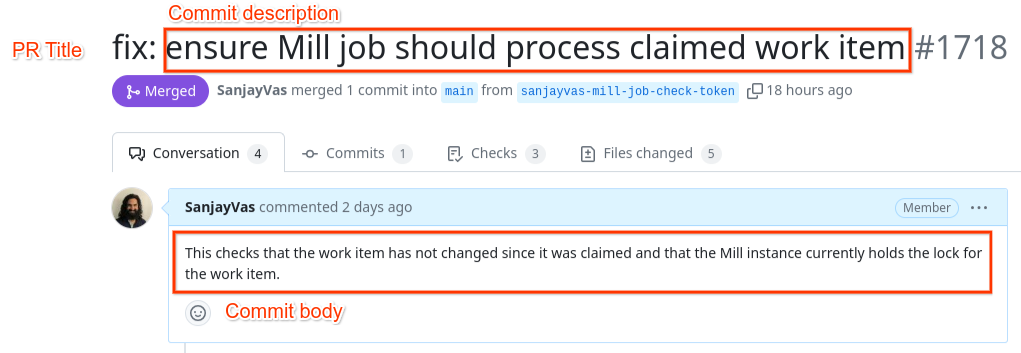 Commit description
PR Title
fix: ensure Mill job should process claimed work item #1718
Merged SanjayVas merged 1 commit into main from sanjayvas-mill-job-check-token 18 hours ago
Conversation 4 Commits 1 Checks 3 Files changed 5
SanjayVas commented 2 days ago Member ...
This checks that the work item has not changed since it was claimed and that the Mill instance currently holds the lock for
the work item.
Commit body